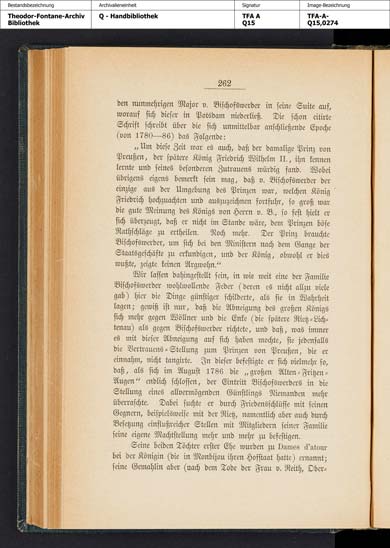 Bestandsbezeichnung
Archivalieneinheit
Signatur
Image-Bezeichnung
Theodor-Fontane-Archiv
Bibliothek
Q - Handbibliothek
TFA A
Q15
TFA-A-
Q15,0274
262
den nunmehrigen Major v. Bischofswerder in seine Suite auf,
worauf sich dieser in Potsdam niederließ. Die schon citirte
Schrift schreibt über die sich unmittelbar anschließende Epoche
(von 1780—86) das Folgende:
„Um diese Zeit war es auch, daß der damalige Prinz von
Preußen, der spätere König Friedrich Wilhelm II., ihn kennen
lernte und seines besonderen Zutrauens würdig fand. Wobei
übrigens eigens bemerkt sein mag, daß v. Bischofswerder der
einzige aus der Umgebung des Prinzen war, welchen König
Friedrich hochzuachten und auszuzeichnen fortfuhr, so groß war
die gute Meinung des Königs von Herrn v. B., so fest hielt er
sich überzeugt, daß er nicht im Stande wäre, dem Prinzen böse
Rathschläge zu ertheilen. Noch mehr. Der Prinz brauchte
Bischofswerder, um sich bei den Ministern nach dem Gange der
Staatsgeschäfte zu erkundigen, und der König, obwohl er dies
wußte, zeigte keinen Argwohn.“
Wir lassen dahingestellt sein, in wie weit eine der Familie
Bischofswerder wohlwollende Feder (deren es nicht allzu viele
gab) hier die Dinge günstiger schilderte, als sie in Wahrheit
lagen; gewiß ist nur, daß die Abneigung des großen Königs
sich mehr gegen Wöllner und die Enke (die spätere Rietz-Lich-
tenau) als gegen Bischofswerder richtete, und daß, was immer
es mit dieser Abneigung auf sich haben mochte, sie jedenfalls
die Vertrauens-Stellung zum Prinzen von Preußen, die er
einnahm, nicht tangirte. In dieser befestigte er sich vielmehr so,
daß, als sich im August 1786 die „großen Alten-Fritzen-
Augen“ endlich schlossen, der Eintritt Bischofswerders in die
Stellung eines allvermögenden Günstlings Niemanden mehr
überraschte. Dabei suchte er durch Friedensschlüsse mit seinen
Gegnern, beispielsweise mit der Rietz, namentlich aber auch durch
Besetzung einflußreicher Stellen mit Mitgliedern seiner Familie
seine eigene Machtstellung mehr und mehr zu befestigen.
Seine beiden Töchter erster Ehe wurden zu Dames d'atour
bei der Königin (die in Monbijou ihren Hofstaat hatte) ernannt;
seine Gemahlin aber (nach dem Tode der Frau v. Reith, Ober-